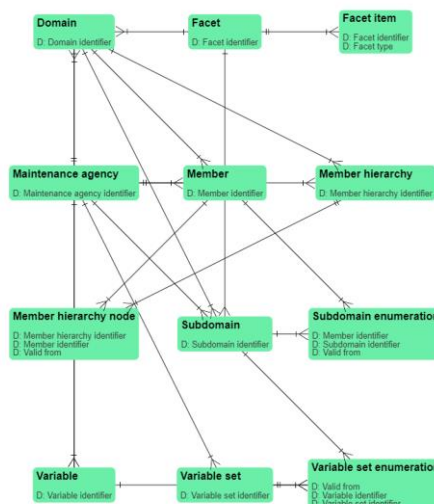 Domain
D: Domain identifier
Facet
D: Facet identifier
Facet item
D: Facet identifier
D: Facet type
Maintenance agency
D: Maintenance agency identifier
Member
D: Member identifier
Member hierarchy
D: Member hierarchy identifier
Member hierarchy node
D: Member hierarchy identifier
D: Member identifier
D: Valid from
Subdomain
D: Subdomain identifier
Subdomain enumeration
D: Member identifier
D: Subdomain identifier
D: Valid from
Variable
D: Variable identifier
Variable set
D: Variable set identifier
Variable set enumeration
D: Valid from
D: Variable identifier
D: Variable set identifier